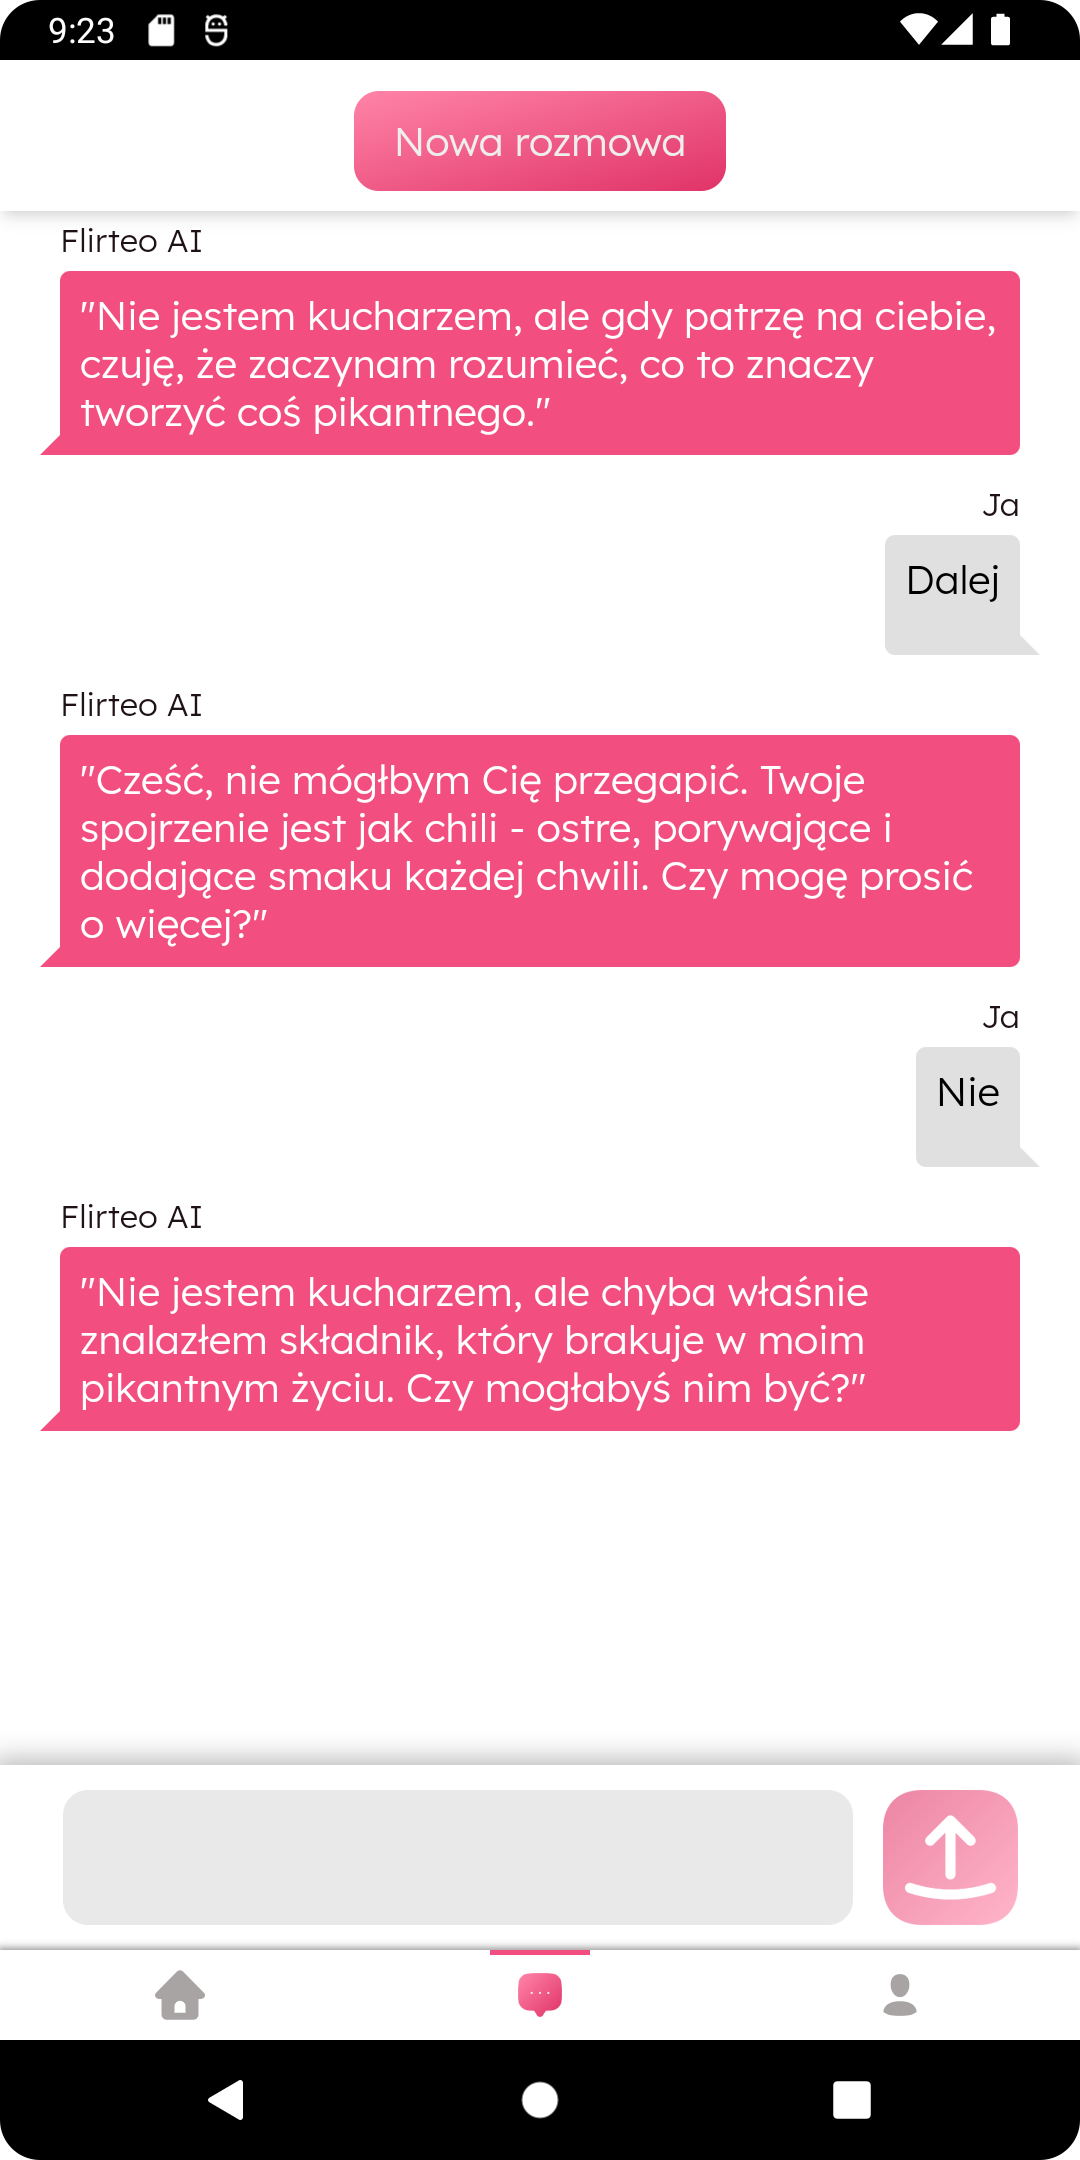 9:23
Nowa rozmowa
Flirteo AI
"Nie jestem kucharzem, ale gdy patrzę na ciebie,
czuję, że zaczynam rozumieć, co to znaczy
tworzyć coś pikantnego."
Ja
Dalej
Flirteo AI
"Cześć, nie mógłbym Cię przegapić. Twoje
spojrzenie jest jak chili - ostre, porywające i
dodające smaku każdej chwili. Czy mogę prosić
o więcej?"
Ja
Nie
Flirteo AI
"Nie jestem kucharzem, ale chyba właśnie
znalazłem składnik, który brakuje w moim
pikantnym życiu. Czy mogłabyś nim być?"